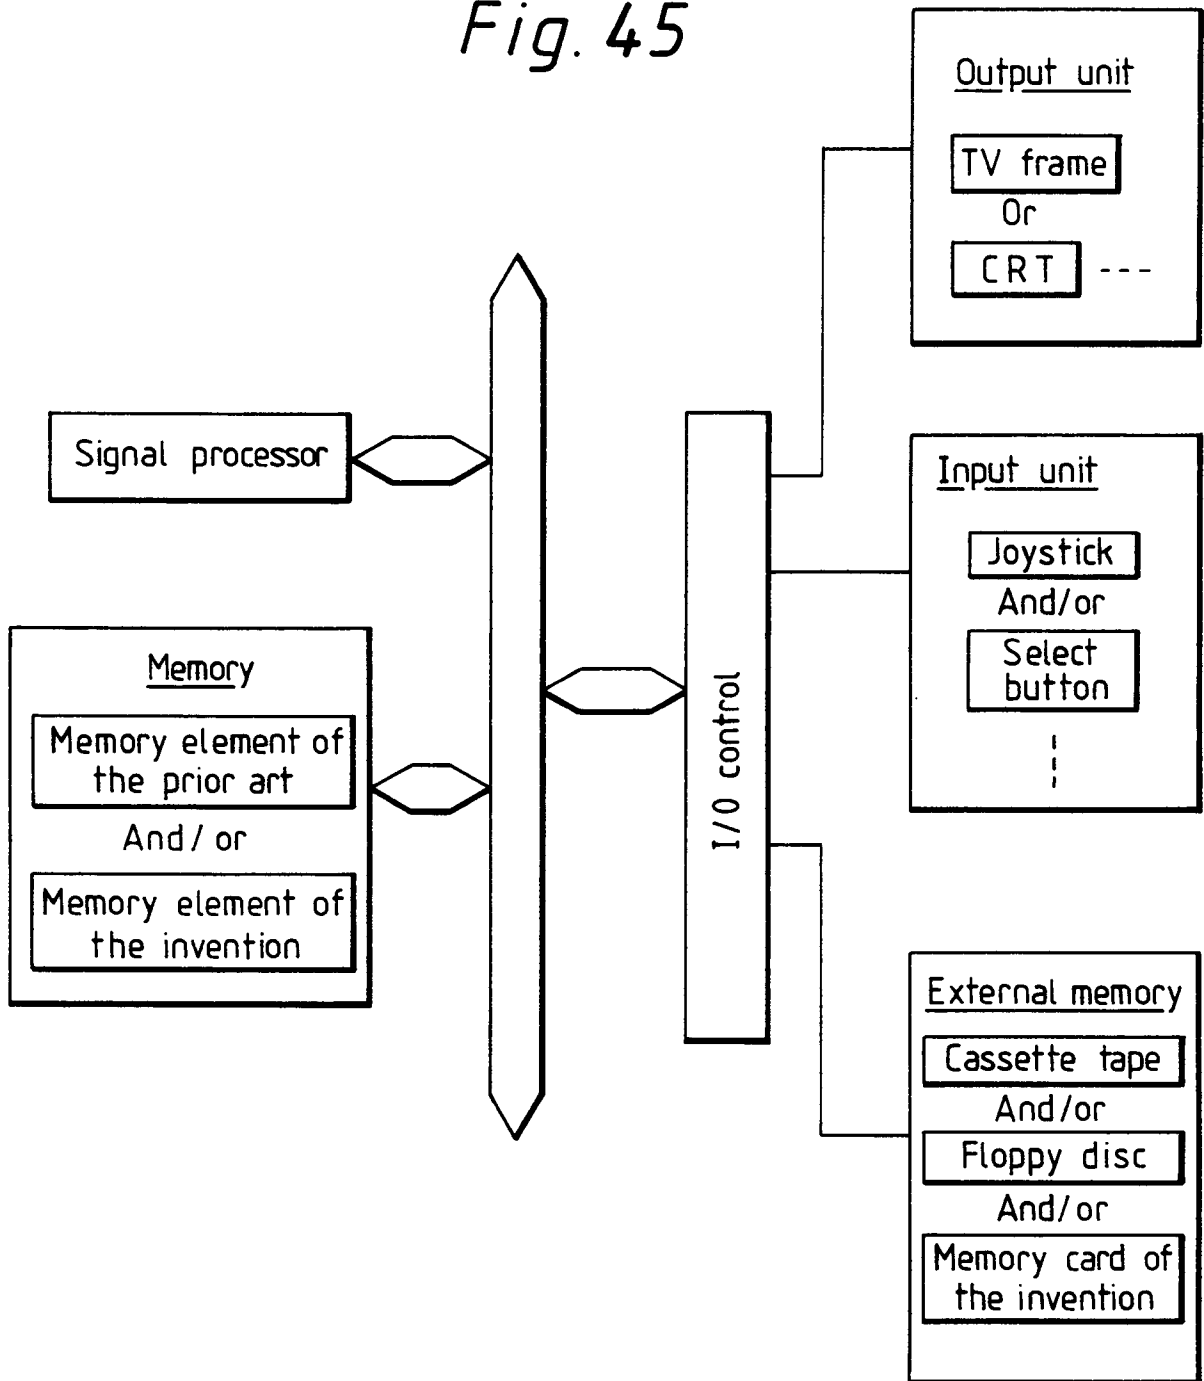 Fig. 45
Output unit
TV frame
Or
CRT ---
Signal processor
Input unit
Joystick
And/or
Select
button
Memory
Memory element of
the prior art
And/or
Memory element of
the invention
I/O control
External memory
Cassette tape
And/or
Floppy disc
And/or
Memory card of
the invention